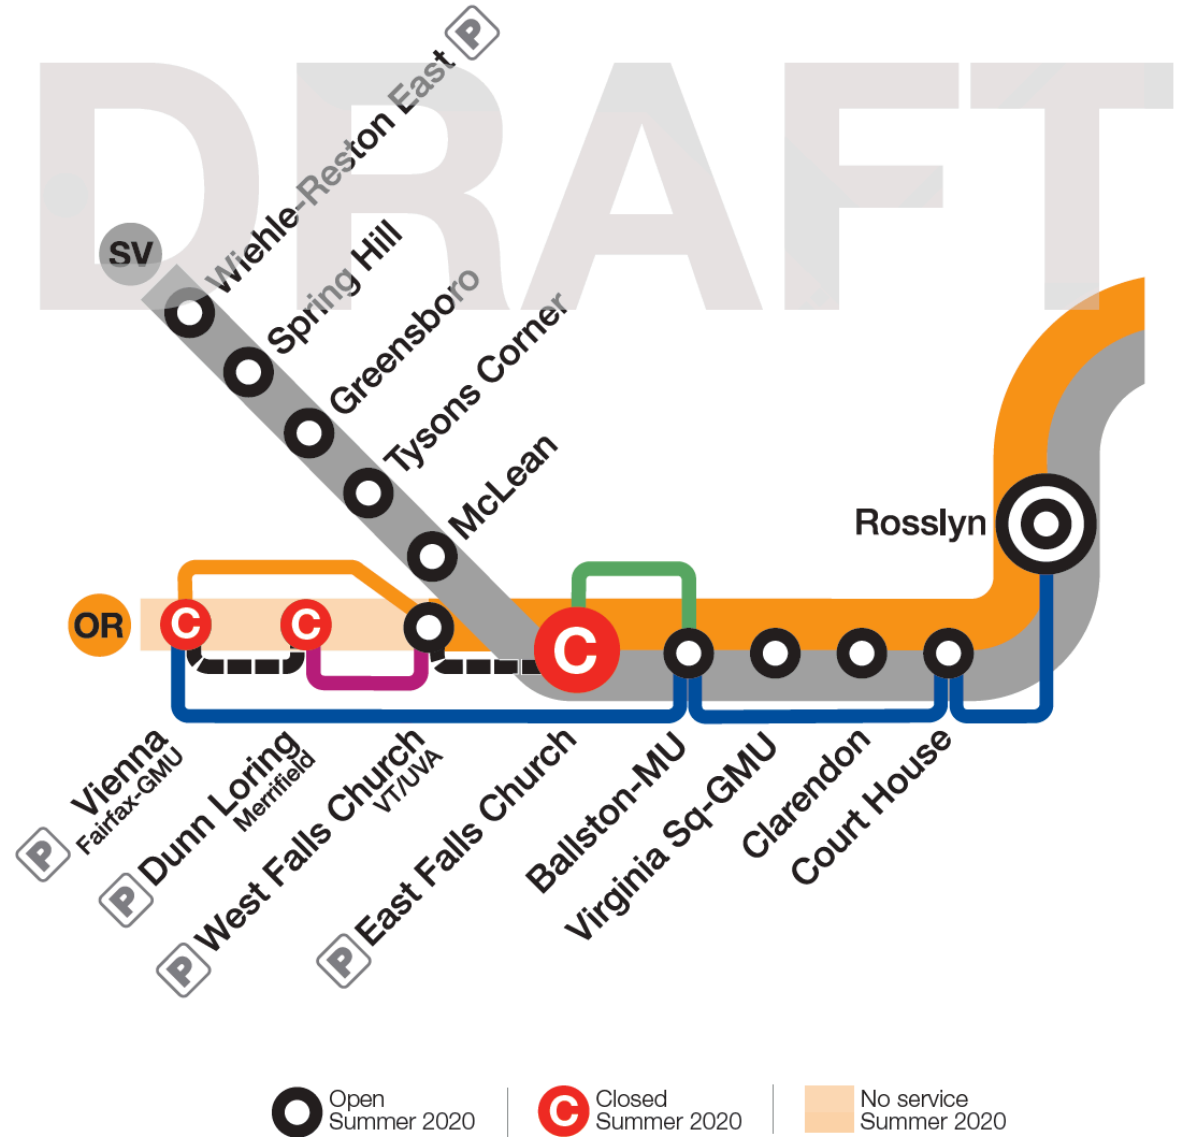 DRAFT
P
Wiehle-Reston East
SV
Spring Hill
Greensboro
Tysons Corner
McLean
Rosslyn
OR
C
C
C
Vienna
Fairfax-GMU
P
Dunn Loring
Merrifield
P
West Falls Church
VT/UVA
P
East Falls Church
P
Ballston-MU
Virginia Sq-GMU
Clarendon
Court House
Open
Summer 2020
C
Closed
Summer 2020
No service
Summer 2020